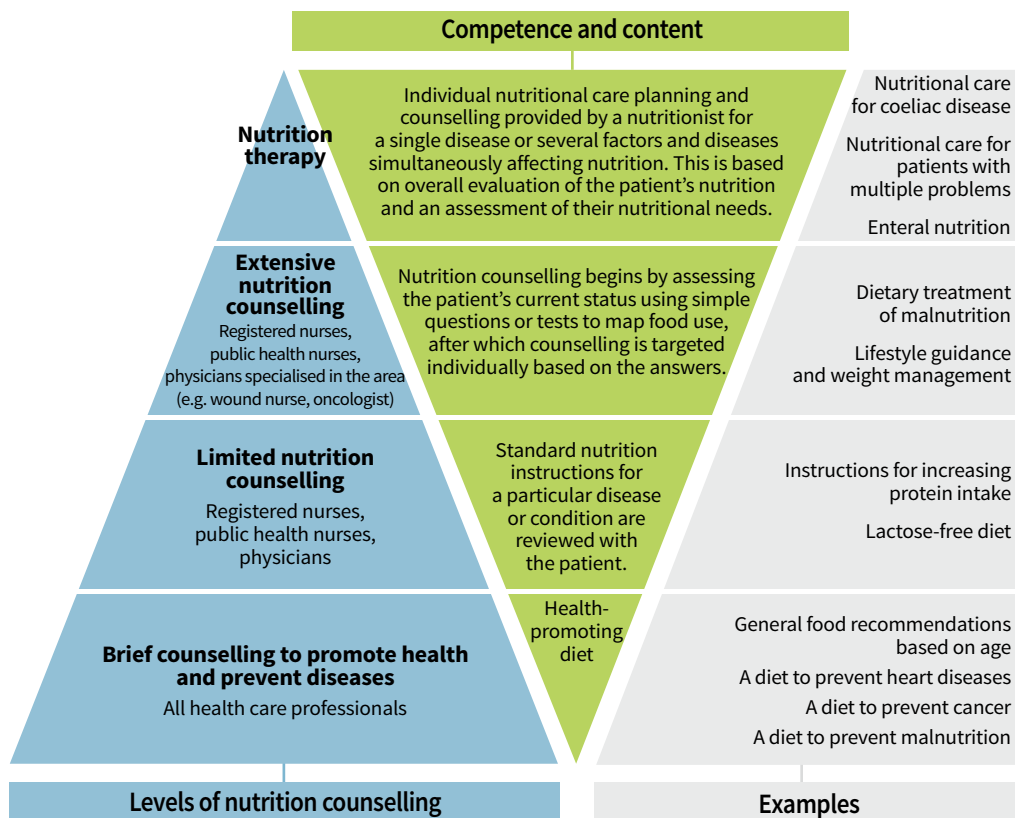 Competence and content
Nutrition
therapy
Individual nutritional care planning and
counselling provided by a nutritionist for
a single disease or several factors and diseases
simultaneously affecting nutrition. This is based
on overall evaluation of the patient’s nutrition
and an assessment of their nutritional needs.
Nutritional care
for coeliac disease
Nutritional care for
patients with
multiple problems
Enteral nutrition
Extensive
nutrition
counselling
Registered nurses,
public health nurses,
physicians specialised in the area
(e.g. wound nurse, oncologist)
Nutrition counselling begins by assessing
the patient’s current status using simple
questions or tests to map food use,
after which counselling is targeted
individually based on the answers.
Dietary treatment
of malnutrition
Lifestyle guidance
and weight management
Limited nutrition
counselling
Registered nurses,
public health nurses,
physicians
Standard nutrition
instructions for
a particular disease
or condition are
reviewed with
the patient.
Instructions for increasing
protein intake
Lactose-free diet
Brief counselling to promote health
and prevent diseases
All health care professionals
Health-
promoting
diet
General food recommendations
based on age
A diet to prevent heart diseases
A diet to prevent cancer
A diet to prevent malnutrition
Levels of nutrition counselling
Examples